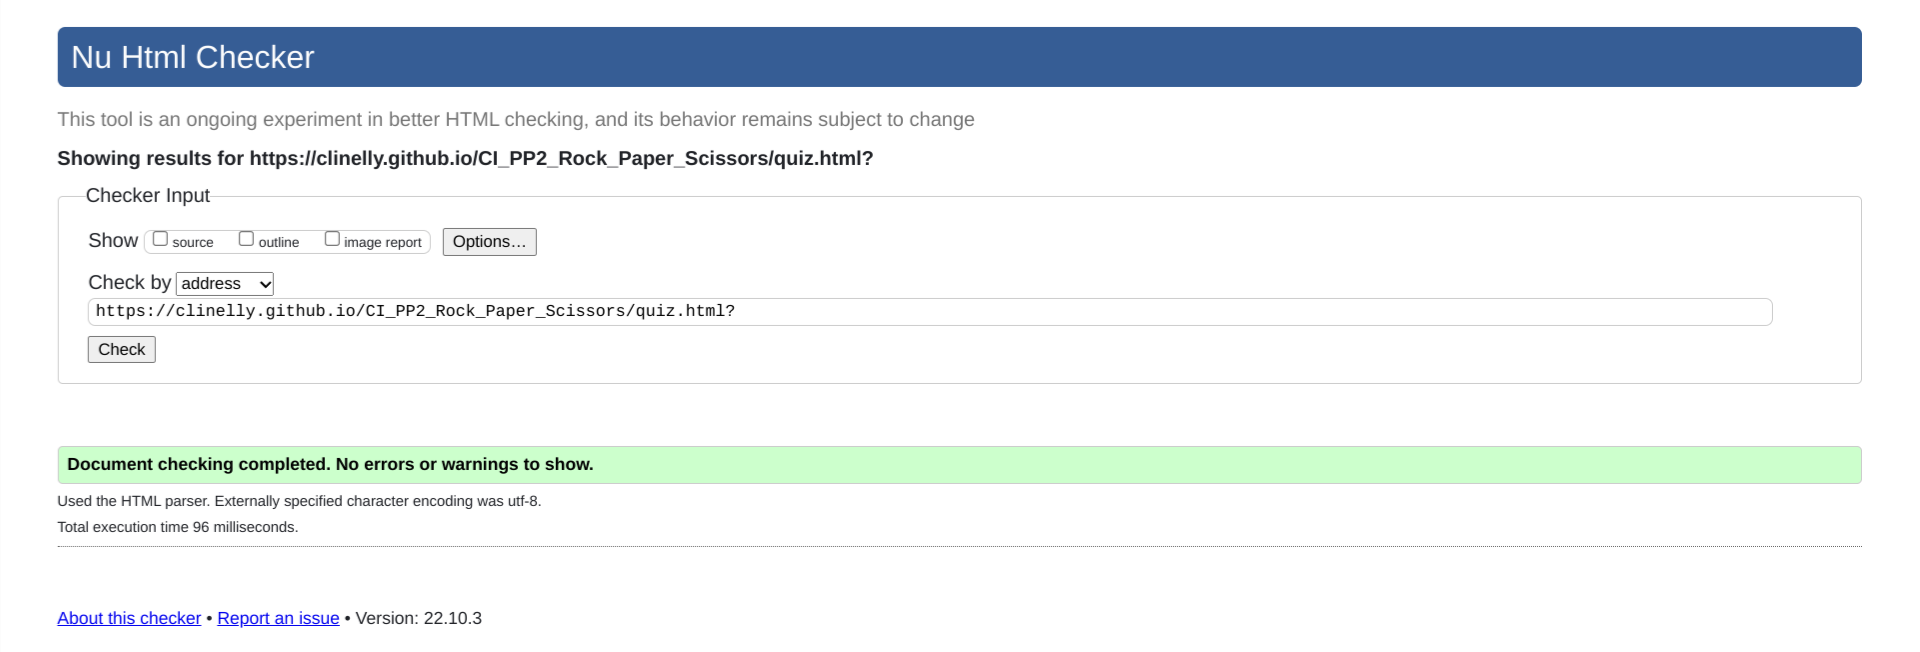 Nu Html Checker
This tool is an ongoing experiment in better HTML checking, and its behavior remains subject to change
Showing results for https://clinelly.github.io/CI_PP2_Rock_Paper_Scissors/quiz.html?
Checker Input
Show source outline image report Options…
Check by address
https://clinelly.github.io/CI_PP2_Rock_Paper_Scissors/quiz.html?
Check
Document checking completed. No errors or warnings to show.
Used the HTML parser. Externally specified character encoding was utf-8.
Total execution time 96 milliseconds.
About this checker • Report an issue • Version: 22.10.3